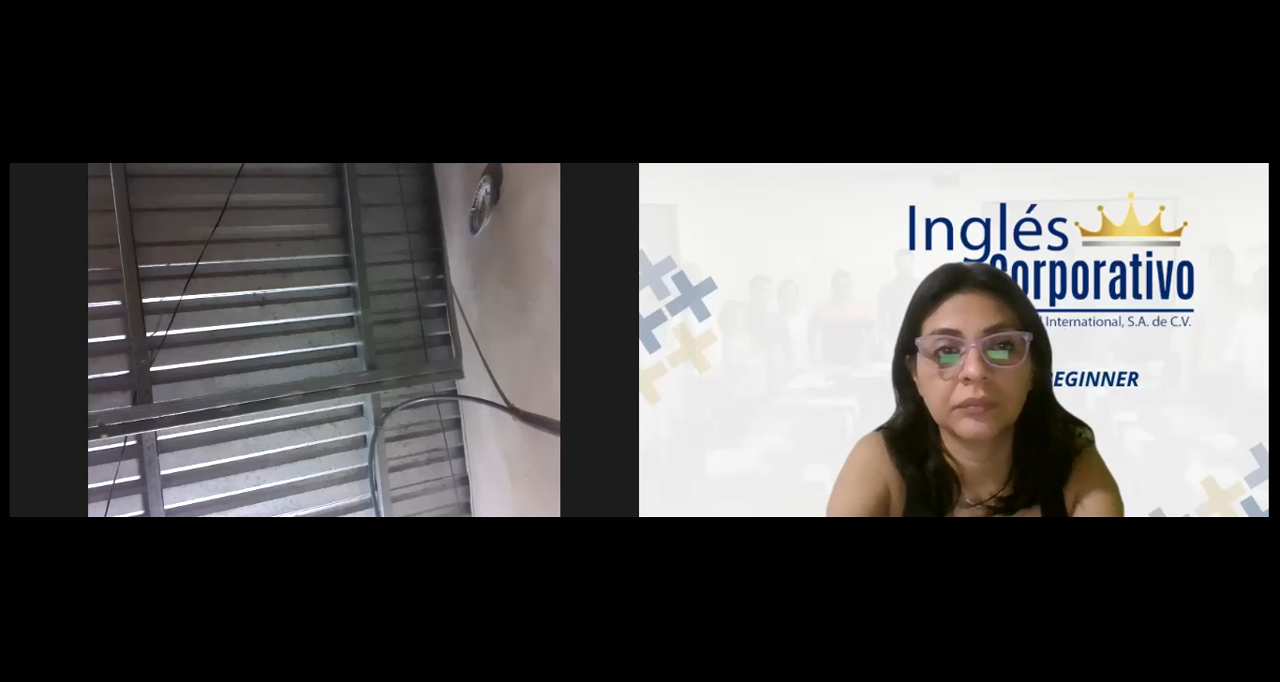 Inglés
Corporativo
International, S.A. de C.V.
EGINNER